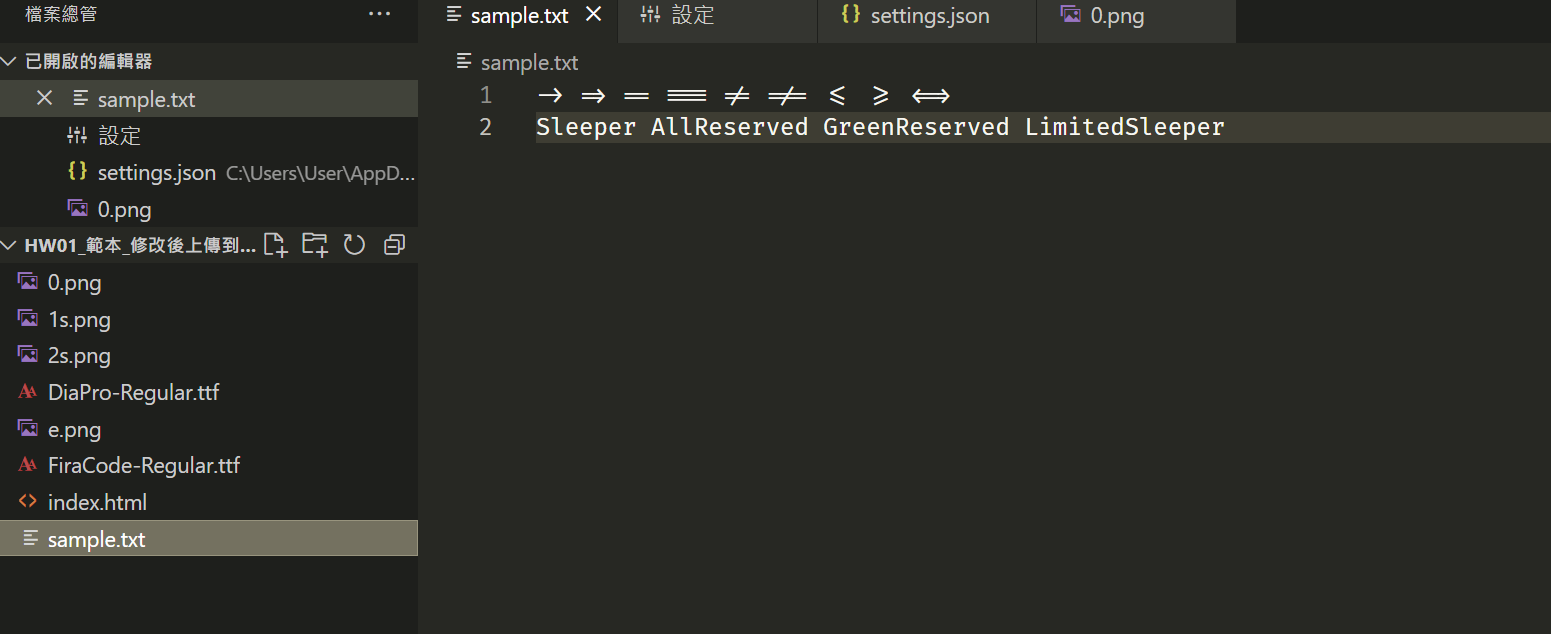 檔案總管 ···
已開啟的編輯器
sample.txt
設定
settings.json C:\Users\User\AppD...
0.png
HW01_範本_修改後上傳到...
0.png
1s.png
2s.png
DiaPro-Regular.ttf
e.png
FiraCode-Regular.ttf
index.html
sample.txt
sample.txt 設定 {} settings.json 0.png
sample.txt
1 -> => == === != !== <= >= <=>
2 Sleeper AllReserved GreenReserved LimitedSleeper